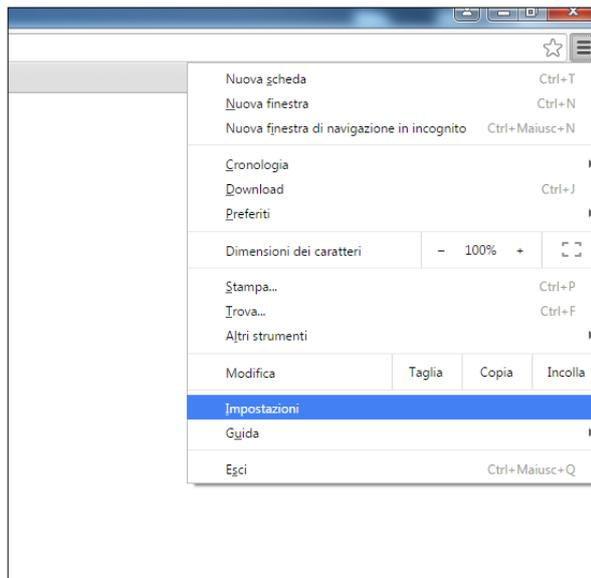 Nuova scheda Ctrl+T
Nuova finestra Ctrl+N
Nuova finestra di navigazione in incognito Ctrl+Maiusc+N
Cronologia
Download Ctrl+J
Preferiti
Dimensioni dei caratteri - 100% +
Stampa... Ctrl+P
Trova... Ctrl+F
Altri strumenti
Modifica Taglia Copia Incolla
Impostazioni
Guida
Esci Ctrl+Maiusc+Q